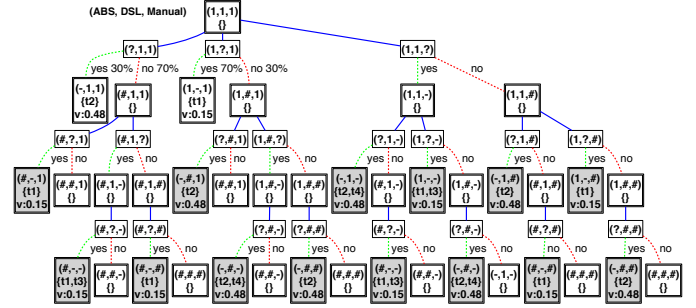 (ABS, DSL, Manual)
(1,1,1)
{}
(?,1,1)
(1,?,1)
(1,1,?)
yes 30%
no 70%
yes 70%
no 30%
yes
no
(-,1,1)
{t2}
v:0.48
(#,1,1)
{}
(1,-,1)
{t1}
v:0.15
(1,#,1)
{}
(1,1,-)
{}
(1,1,#)
{}
(#,?,1)
(#,1,?)
(?,#,1)
(1,#,?)
(?,1,-)
(1,?,-)
(?,1,#)
(1,?,#)
yes
no
yes
no
yes
no
yes
no
yes
no
yes
no
yes
no
yes
no
(#,-,1)
{t1}
v:0.15
(#,#,1)
{}
(#,1,-)
{}
(#,1,#)
{}
(-,#,1)
{t2}
v:0.48
(#,#,1)
{}
(1,#,-)
{}
(1,#,#)
{}
(-,1,-)
{t2,t4}
v:0.48
(1,-,-)
{t1,t3}
v:0.15
(1,#,-)
{}
(-,1,#)
{t2}
v:0.48
(#,1,#)
{}
(1,-,#)
{t1}
v:0.15
(1,#,#)
{}
(#,?,-)
(#,?,#)
(?,#,-)
(?,#,#)
(#,?,-)
(?,#,-)
(#,?,#)
(?,#,#)
yes
no
yes
no
yes
no
yes
no
yes
no
yes
no
yes
no
yes
no
(#,-,-)
{t1,t3}
v:0.15
(#,#,-)
{}
(#,-,#)
{t1}
v:0.15
(#,#,#)
{}
(-,#,-)
{t2,t4}
v:0.48
(#,#,-)
{}
(-,#,#)
{t2}
v:0.48
(#,#,#)
{}
(#,-,-)
{t1,t3}
v:0.15
(#,#,-)
{}
(-,#,-)
{t2,t4}
v:0.48
(-,1,-)
{}
(#,-,#)
{t1}
v:0.15
(#,#,#)
{}
(-,#,#)
{t2}
v:0.48
(#,#,#)
{}